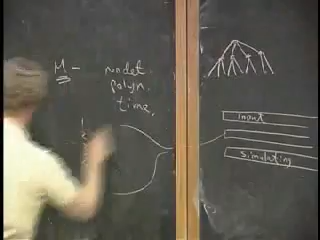 M - nodet.
polyn.
time.
input
simulating